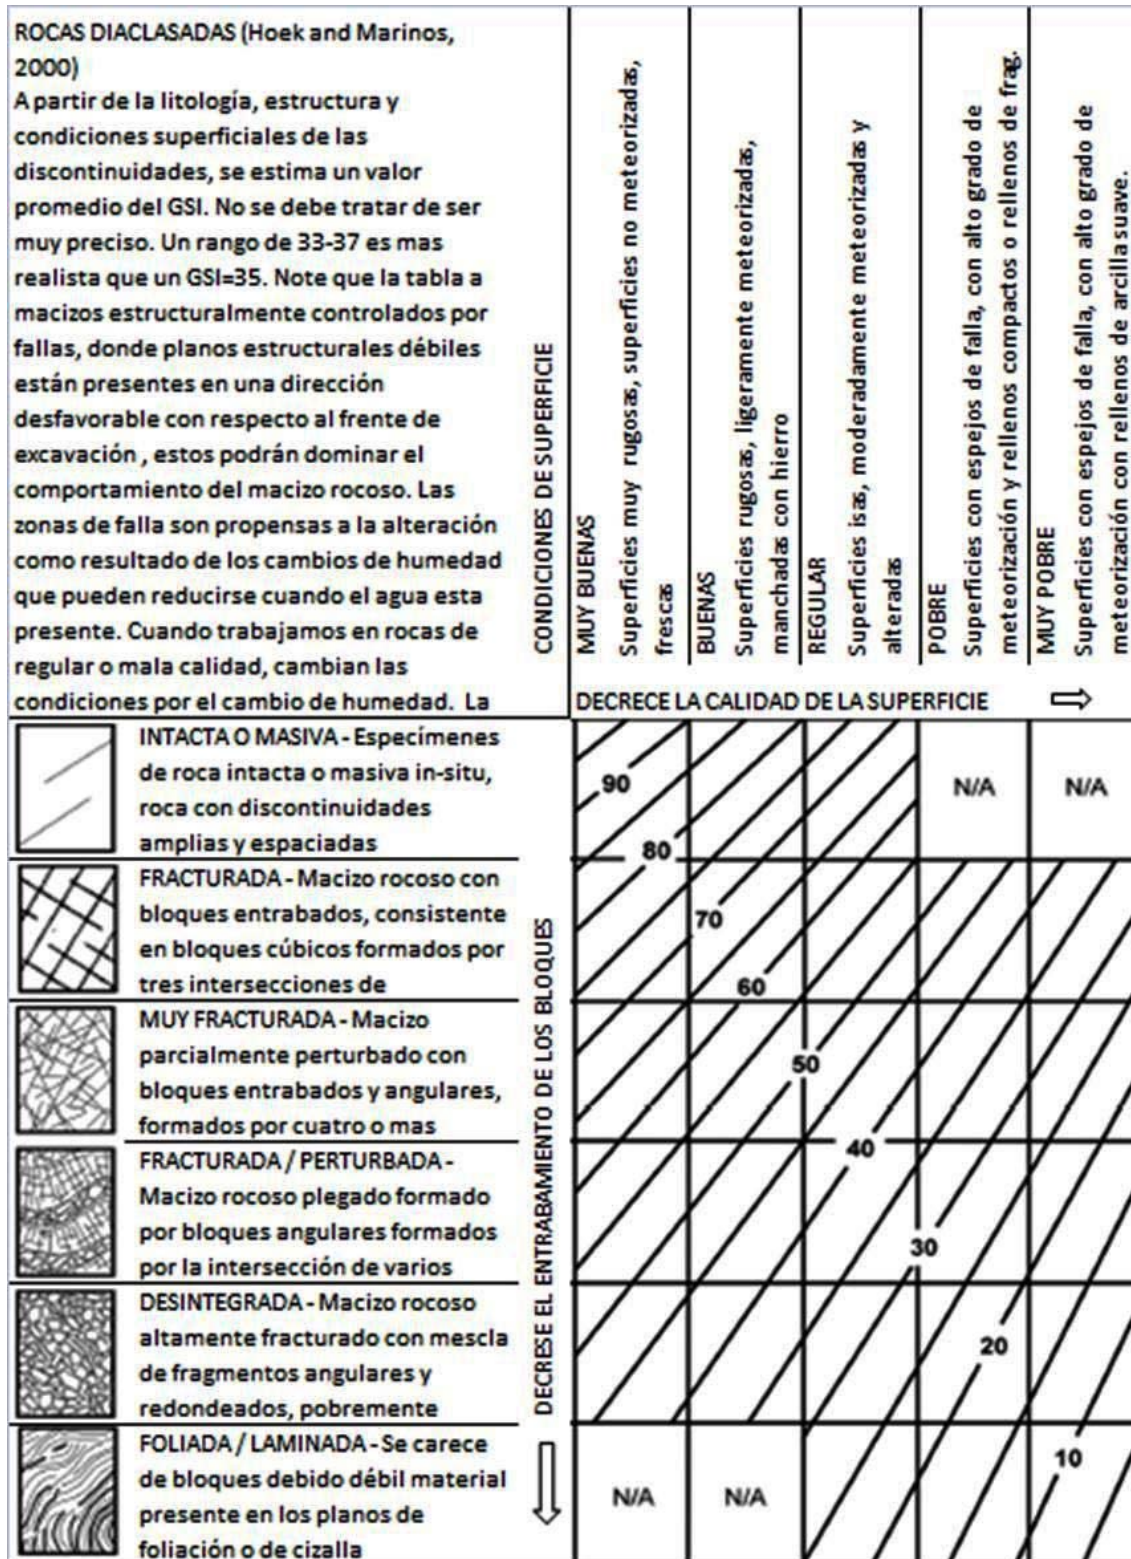 ROCAS DIACLASADAS (Hoek and Marinos,
2000)
A partir de la litología, estructura y
condiciones superficiales de las
discontinuidades, se estima un valor
promedio del GSI. No se debe tratar de ser
muy preciso. Un rango de 33-37 es mas
realista que un GSI=35. Note que la tabla a
macizos estructuralmente controlados por
fallas, donde planos estructurales débiles
están presentes en una dirección
desfavorable con respecto al frente de
excavación , estos podrán dominar el
comportamiento del macizo rocoso. Las
zonas de falla son propensas a la alteración
como resultado de los cambios de humedad
que pueden reducirse cuando el agua esta
presente. Cuando trabajamos en rocas de
regular o mala calidad, cambian las
condiciones por el cambio de humedad. La
CONDICIONES DE SUPERFICIE
MUY BUENAS
Superficies muy rugosas, superficies no meteorizadas,
frescas
BUENAS
Superficies rugosas, ligeramente meteorizadas,
manchadas con hierro
REGULAR
Superficies isas, moderadamente meteorizadas y
alteradas
POBRE
Superficies con espejos de falla, con alto grado de
meteorización y rellenos compactos o rellenos de frag.
MUY POBRE
Superficies con espejos de falla, con alto grado de
meteorización con rellenos de arcilla suave.
DECRECE LA CALIDAD DE LA SUPERFICIE
INTACTA O MASIVA - Especímenes
de roca intacta o masiva in-situ,
roca con discontinuidades
amplias y espaciadas
FRACTURADA - Macizo rocoso con
bloques entrabados, consistente
en bloques cúbicos formados por
tres intersecciones de
MUY FRACTURADA - Macizo
parcialmente perturbado con
bloques entrabados y angulares,
formados por cuatro o mas
FRACTURADA / PERTURBADA -
Macizo rocoso plegado formado
por bloques angulares formados
por la intersección de varios
DESINTEGRADA - Macizo rocoso
altamente fracturado con mescla
de fragmentos angulares y
redondeados, pobremente
FOLIADA / LAMINADA - Se carece
de bloques debido débil material
presente en los planos de
foliación o de cizalla
DECRESE EL ENTRABAMIENTO DE LOS BLOQUES
90
N/A
N/A
80
70
60
50
40
30
20
10
N/A
N/A